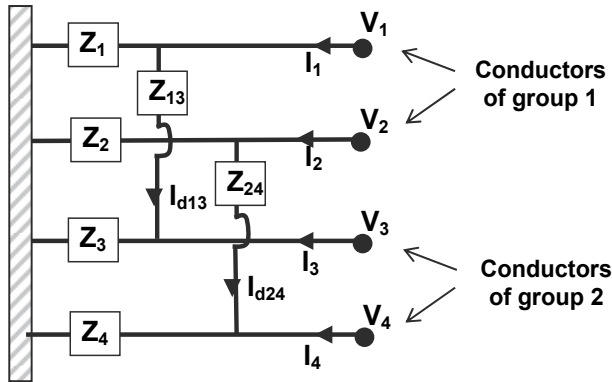 Z1
V1
I1
Conductors
of group 1
Z13
V2
Z2
I2
Z24
Id13
V3
Z3
I3
Conductors
of group 2
Id24
V4
Z4
I4